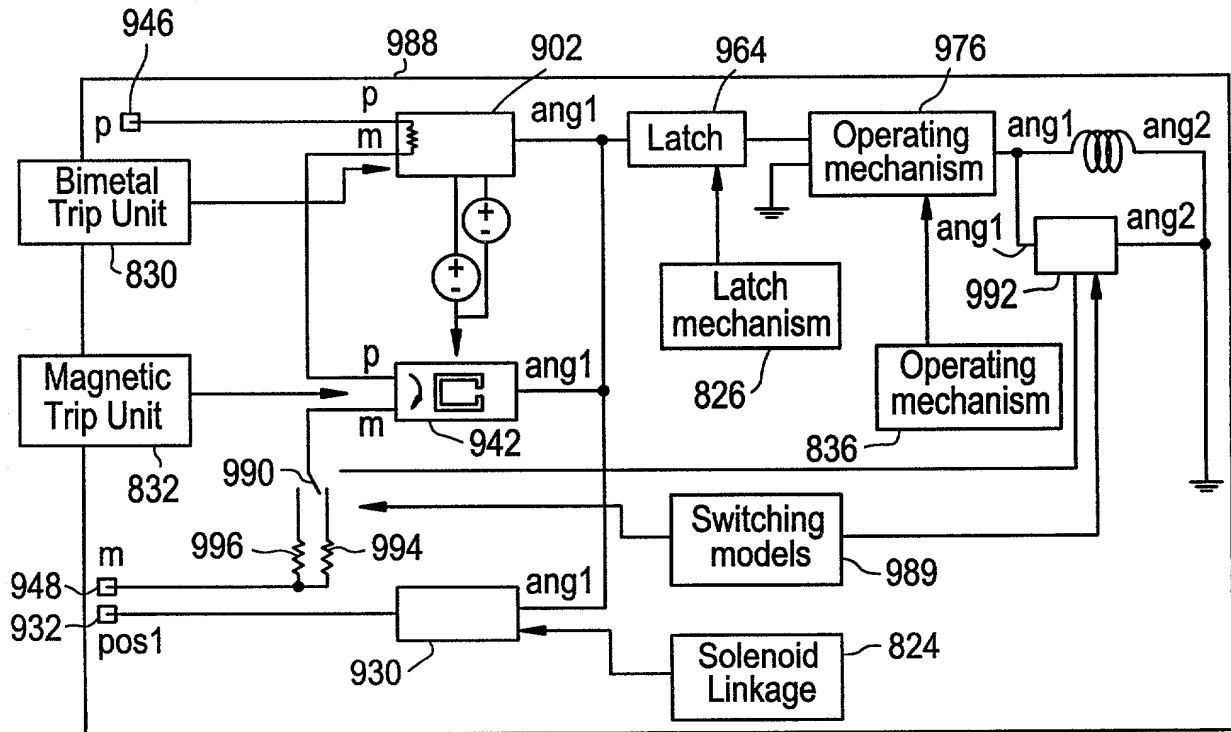 946
988
902
964
976
p
p
m
ang1
Latch
Operating
mechanism
ang1
ang2
Bimetal
Trip Unit
830
+
-
+
-
ang1
ang2
992
Latch
mechanism
826
Magnetic
Trip Unit
832
p
m
ang1
942
Operating
mechanism
836
990
996
994
Switching
models
989
m
948
932
pos1
ang1
930
Solenoid
Linkage
824